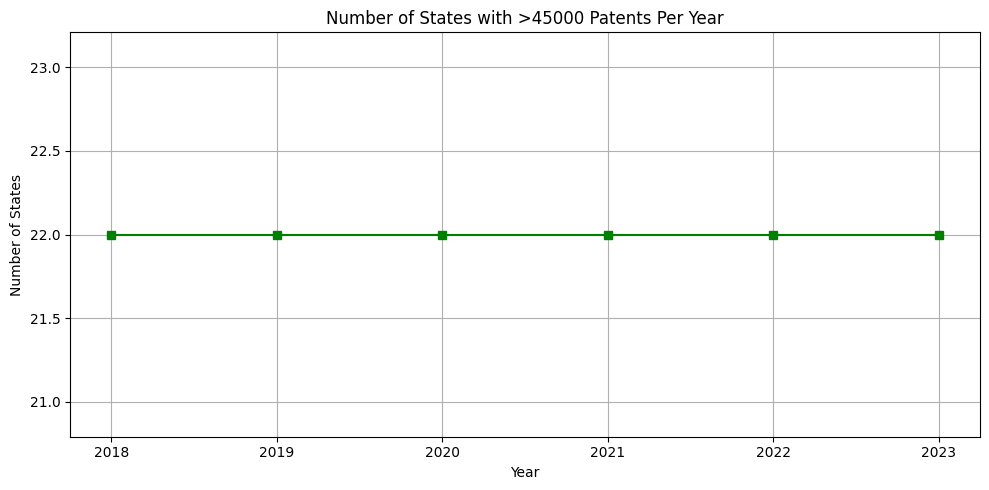 Number of States with >45000 Patents Per Year
Number of States
23.0
22.5
22.0
21.5
21.0
2018 2019 2020 2021 2022 2023
Year